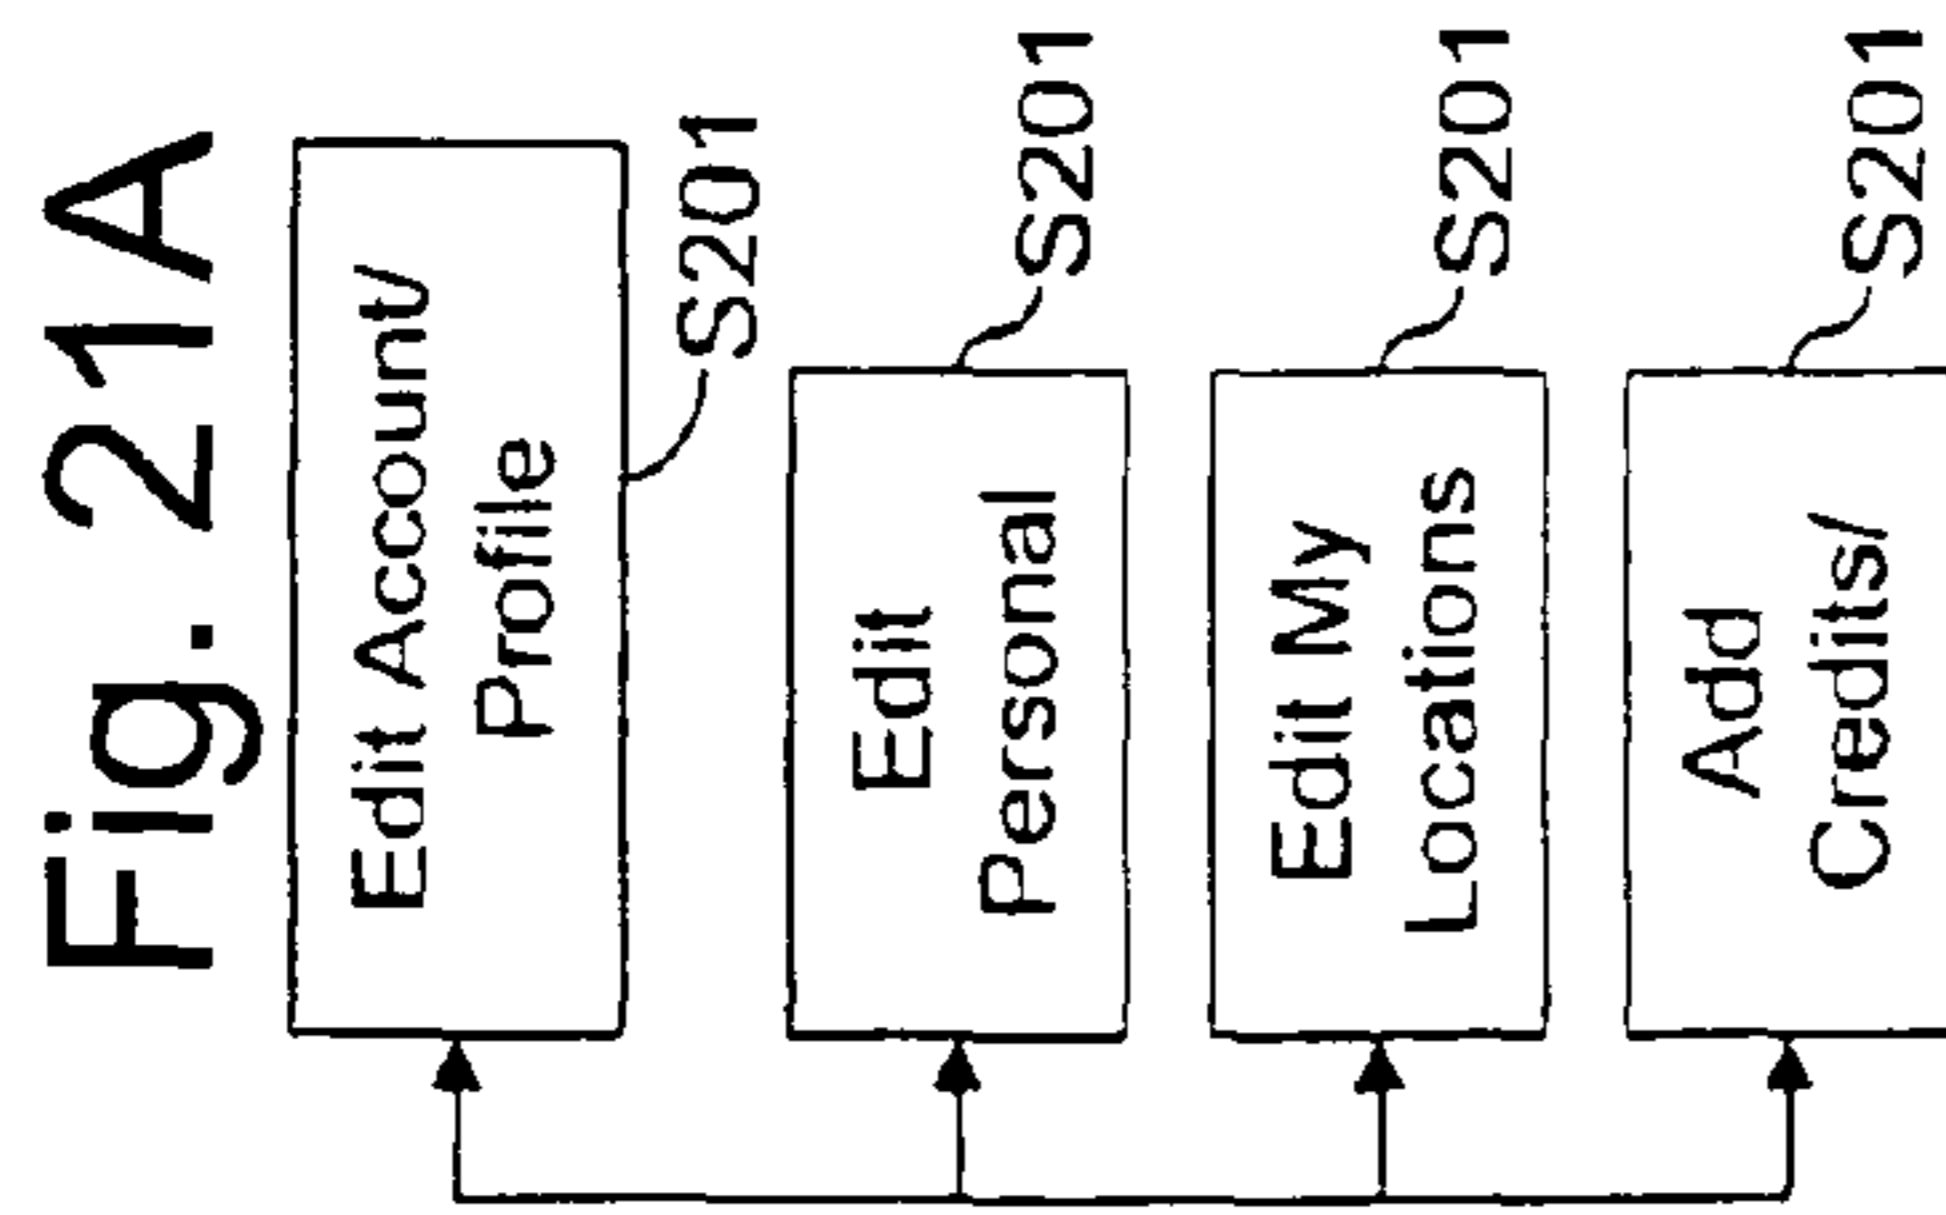 Fig. 21A
Edit Account/
Profile
S201
Edit
Personal
S201
Edit My
Locations
S201
Add
Credits/
S201